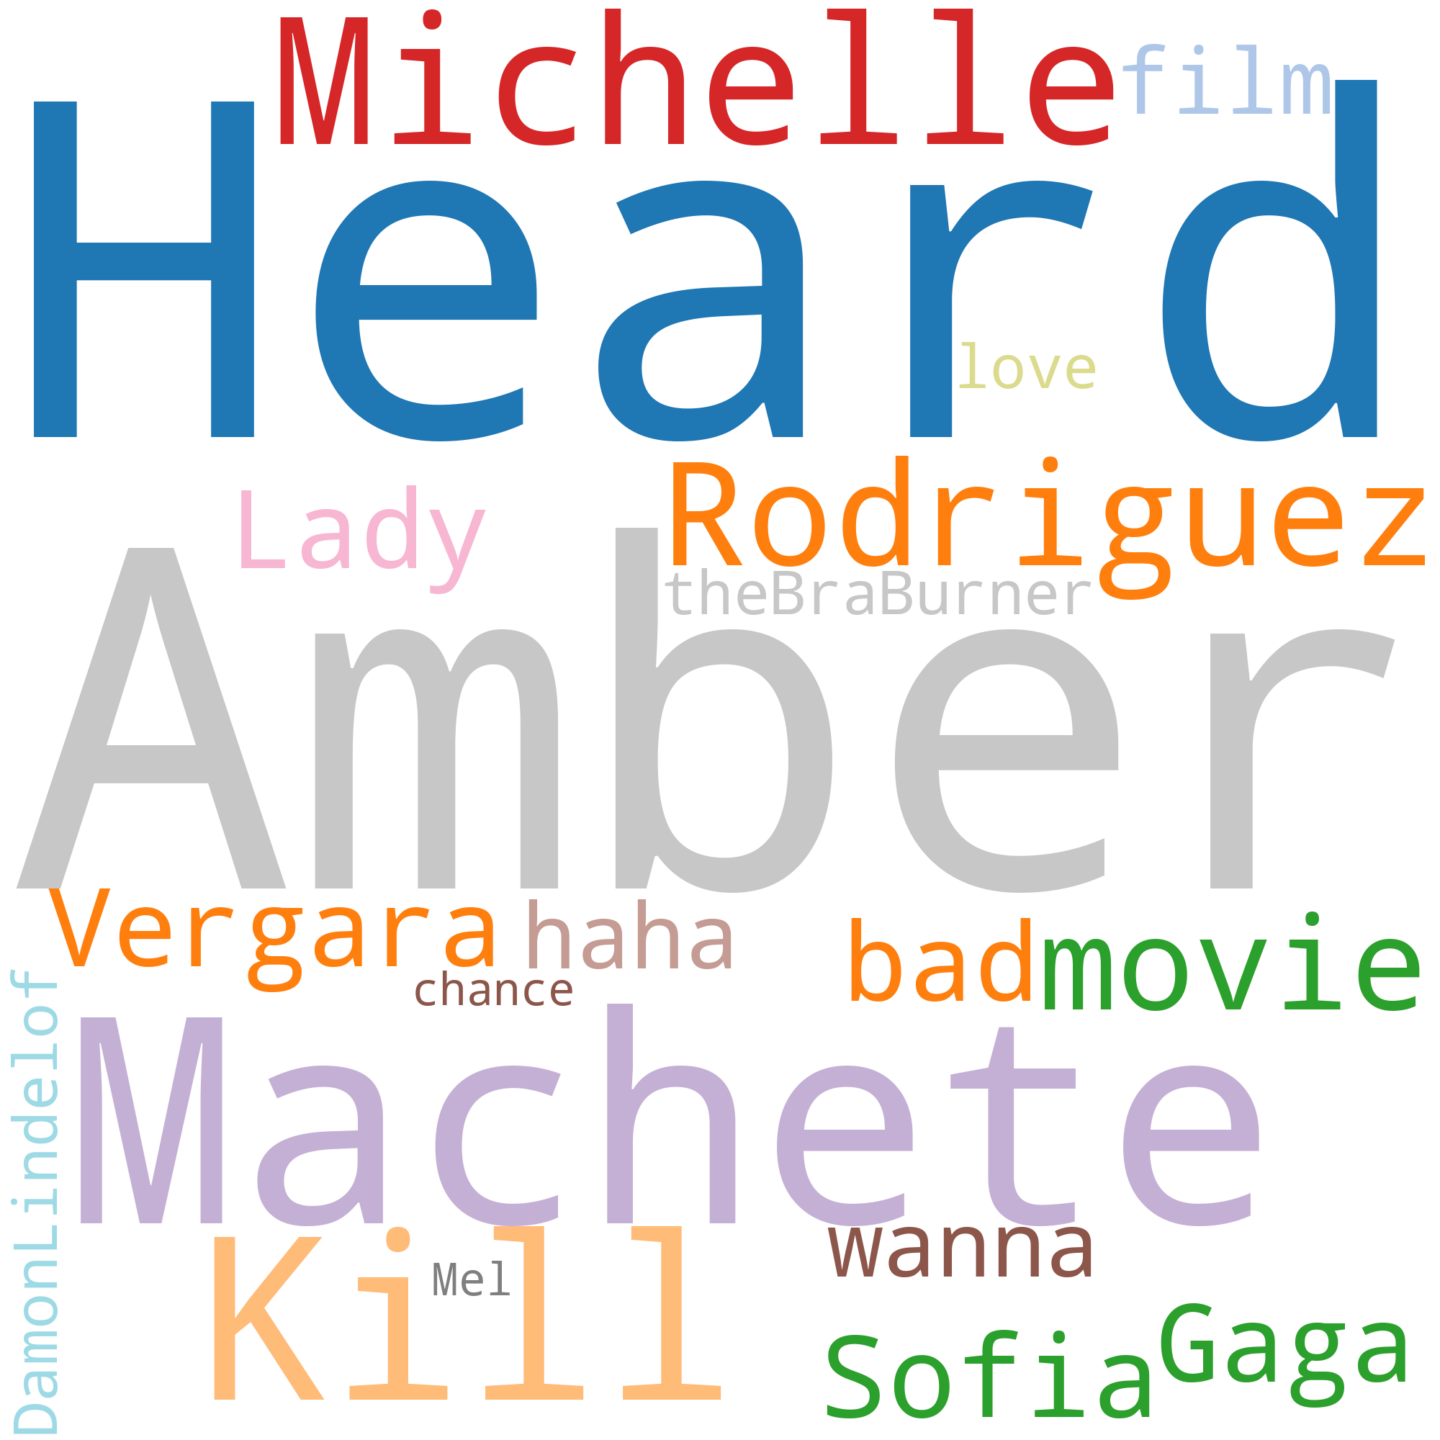 Michelle
film
Heard
love
Lady
Rodriguez
theBraBurner
Amber
Vergara
haha
bad
movie
chance
DamonLindelof
Machete
Kill
Mel
wanna
Sofia
Gaga